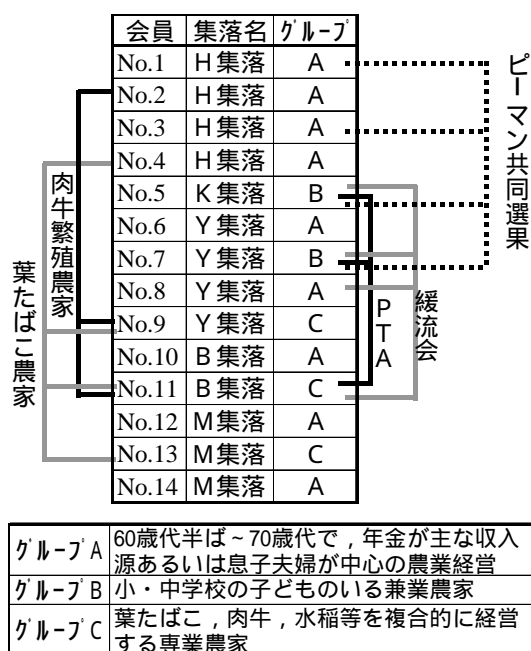 会員 集落名 グループ
No.1 H集落 A
No.2 H集落 A
No.3 H集落 A
No.4 H集落 A
No.5 K集落 B
No.6 Y集落 A
No.7 Y集落 B
No.8 Y集落 A
No.9 Y集落 C
No.10 B集落 A
No.11 B集落 C
No.12 M集落 A
No.13 M集落 C
No.14 M集落 A
肉牛繁殖農家
葉たばこ農家
ピーマン共同選果
PTA
緩流会
グループA 60歳代半ば~70歳代で,年金が主な収入
源あるいは息子夫婦が中心の農業経営
グループB 小・中学校の子どものいる兼業農家
グループC 葉たばこ,肉牛,水稲等を複合的に経営
する専業農家